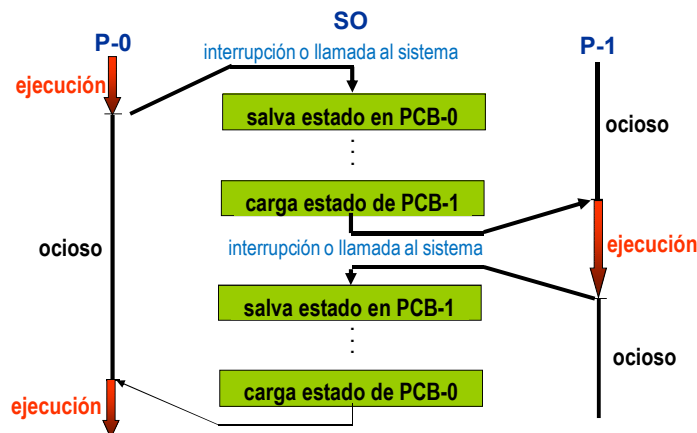 SO
P-0
P-1
interrupción o llamada al sistema
ejecución
salva estado en PCB-0
ocioso
carga estado de PCB-1
ocioso
interrupción o llamada al sistema
ejecución
salva estado en PCB-1
ocioso
carga estado de PCB-0
ejecución